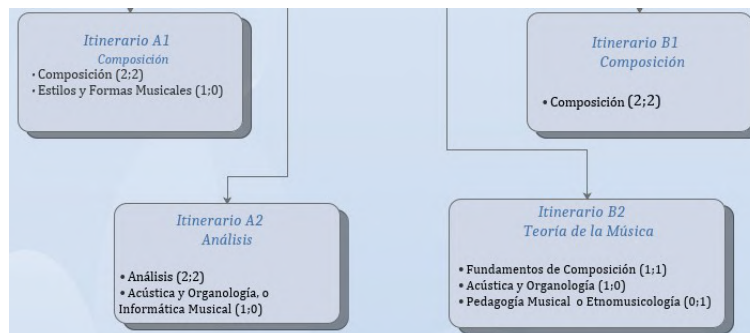 Itinerario A1
Composición
• Composición (2;2)
• Estilos y Formas Musicales (1;0)
Itinerario B1
Composición
• Composición (2;2)
Itinerario A2
Análisis
• Análisis (2;2)
• Acústica y Organología, o
Informática Musical (1;0)
Itinerario B2
Teoría de la Música
• Fundamentos de Composición (1;1)
• Acústica y Organología (1;0)
• Pedagogía Musical o Etnomusicología (0;1)